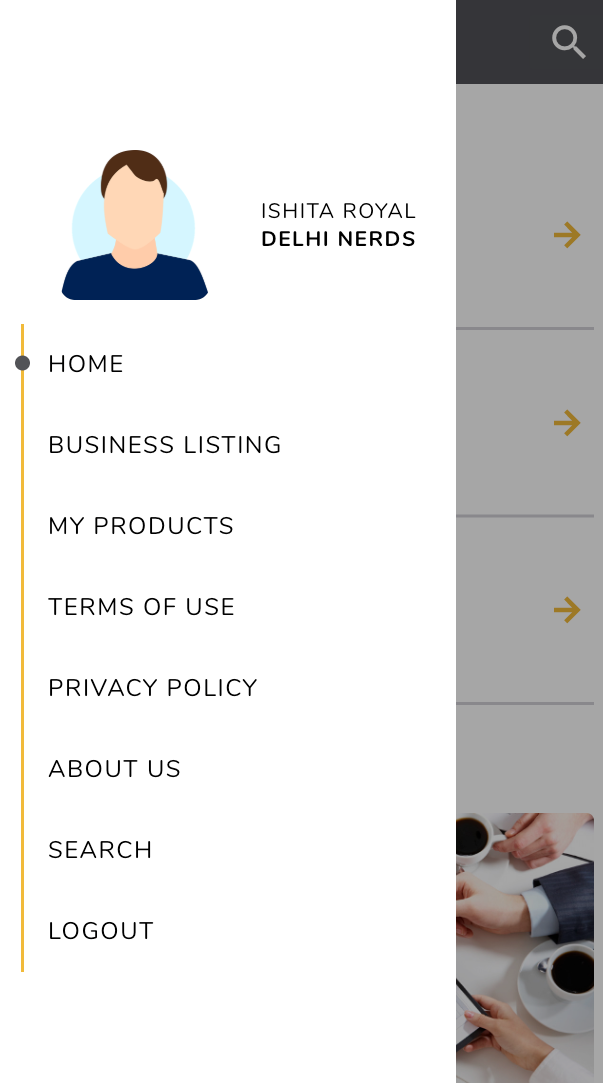 ISHITA ROYAL
DELHI NERDS
HOME
BUSINESS LISTING
MY PRODUCTS
TERMS OF USE
PRIVACY POLICY
ABOUT US
SEARCH
LOGOUT